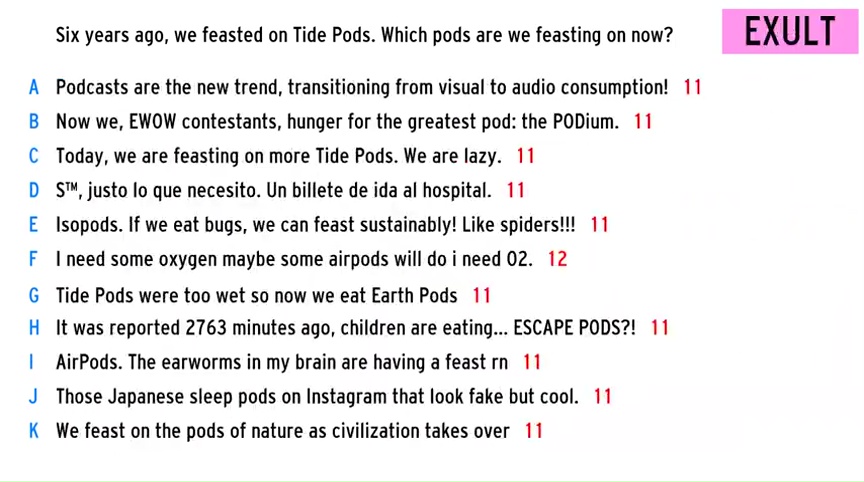 Six years ago, we feasted on Tide Pods. Which pods are we feasting on now?
EXULT
A Podcasts are the new trend, transitioning from visual to audio consumption! 11
B Now we, EWOW contestants, hunger for the greatest pod: the PODium. 11
C Today, we are feasting on more Tide Pods. We are lazy. 11
D S™, justo lo que necesito. Un billete de ida al hospital. 11
E Isopods. If we eat bugs, we can feast sustainably! Like spiders!!! 11
F I need some oxygen maybe some airpods will do i need O2. 12
G Tide Pods were too wet so now we eat Earth Pods 11
H It was reported 2763 minutes ago, children are eating... ESCAPE PODS?! 11
I AirPods. The earworms in my brain are having a feast rn 11
J Those Japanese sleep pods on Instagram that look fake but cool. 11
K We feast on the pods of nature as civilization takes over 11